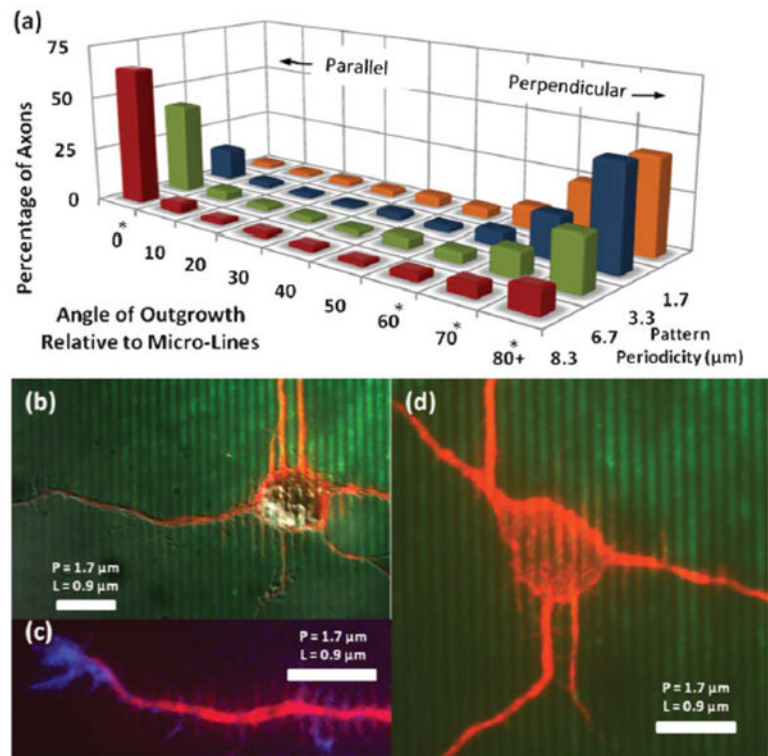 (a)
75
50
25
0
Percentage of Axons
Parallel
Perpendicular
0*
10
20
30
40
50
60*
70*
80+*
Angle of Outgrowth
Relative to Micro-Lines
8.3
6.7
3.3
1.7
Pattern
Periodicity (µm)
(b)
P = 1.7 µm
L = 0.9 µm
(c)
P = 1.7 µm
L = 0.9 µm
(d)
P = 1.7 µm
L = 0.9 µm